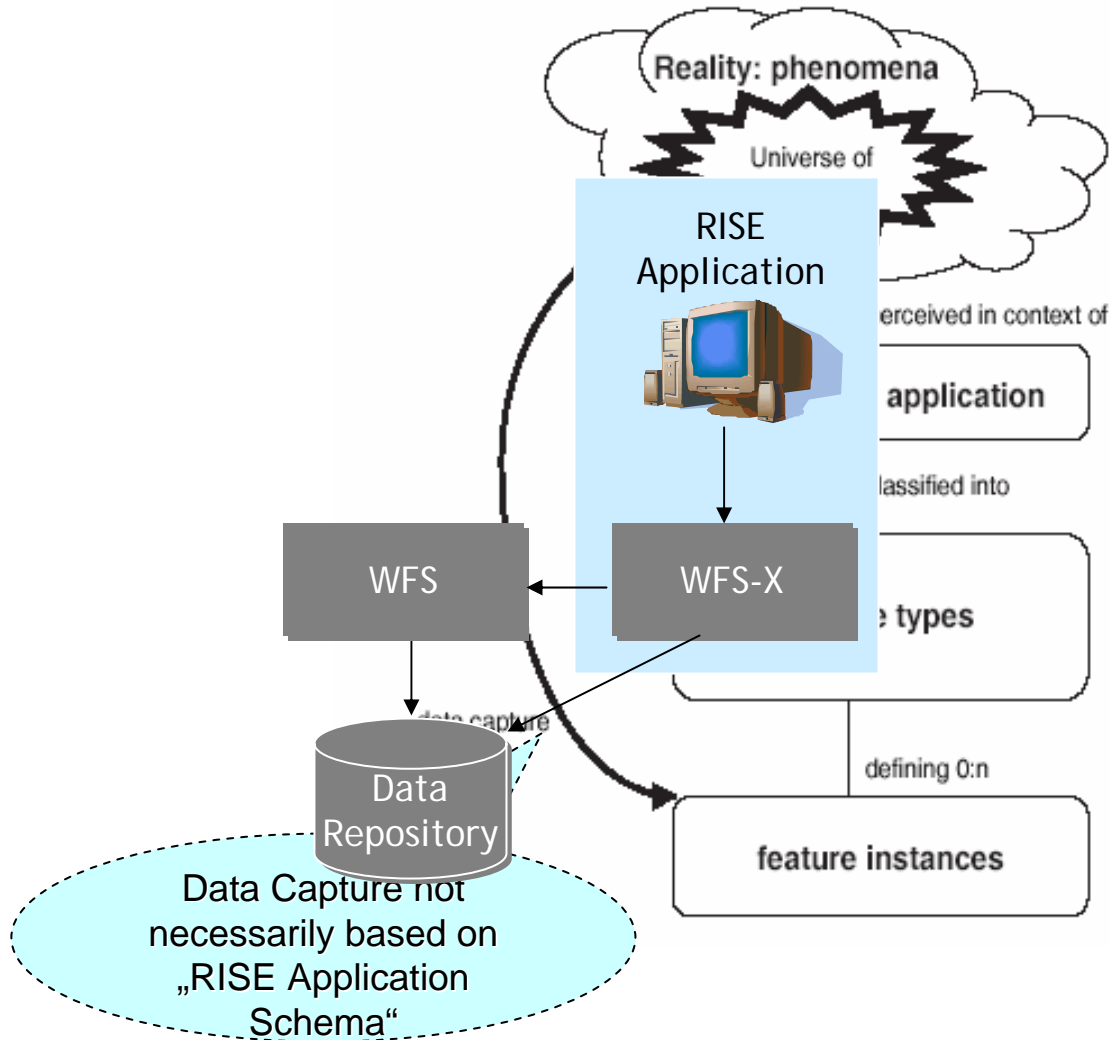 Reality: phenomena
Universe of
RISE
Application
erceived in context of
application
lassified into
WFS
WFS-X
e types
data capture
defining 0:n
Data
Repository
feature instances
Data Capture not
necessarily based on
„RISE Application
Schema“